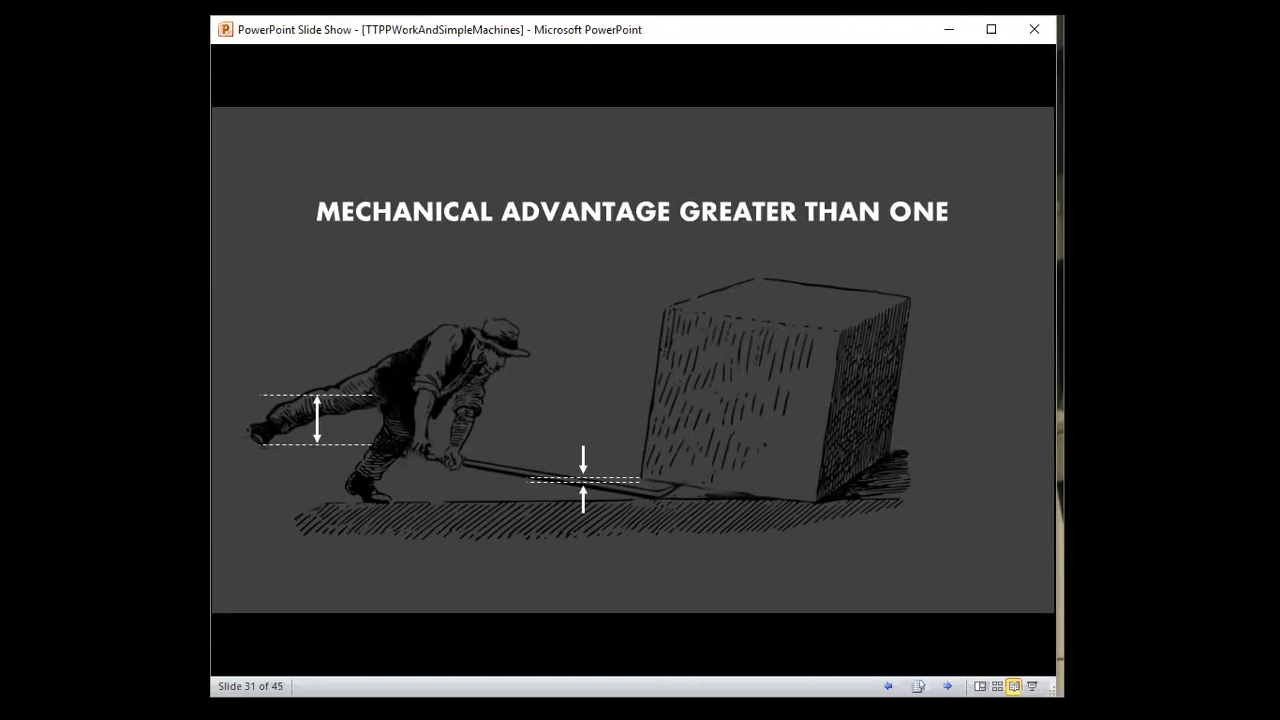 PowerPoint Slide Show - [TTPPWorkAndSimpleMachines] - Microsoft PowerPoint
MECHANICAL ADVANTAGE GREATER THAN ONE
Slide 31 of 45